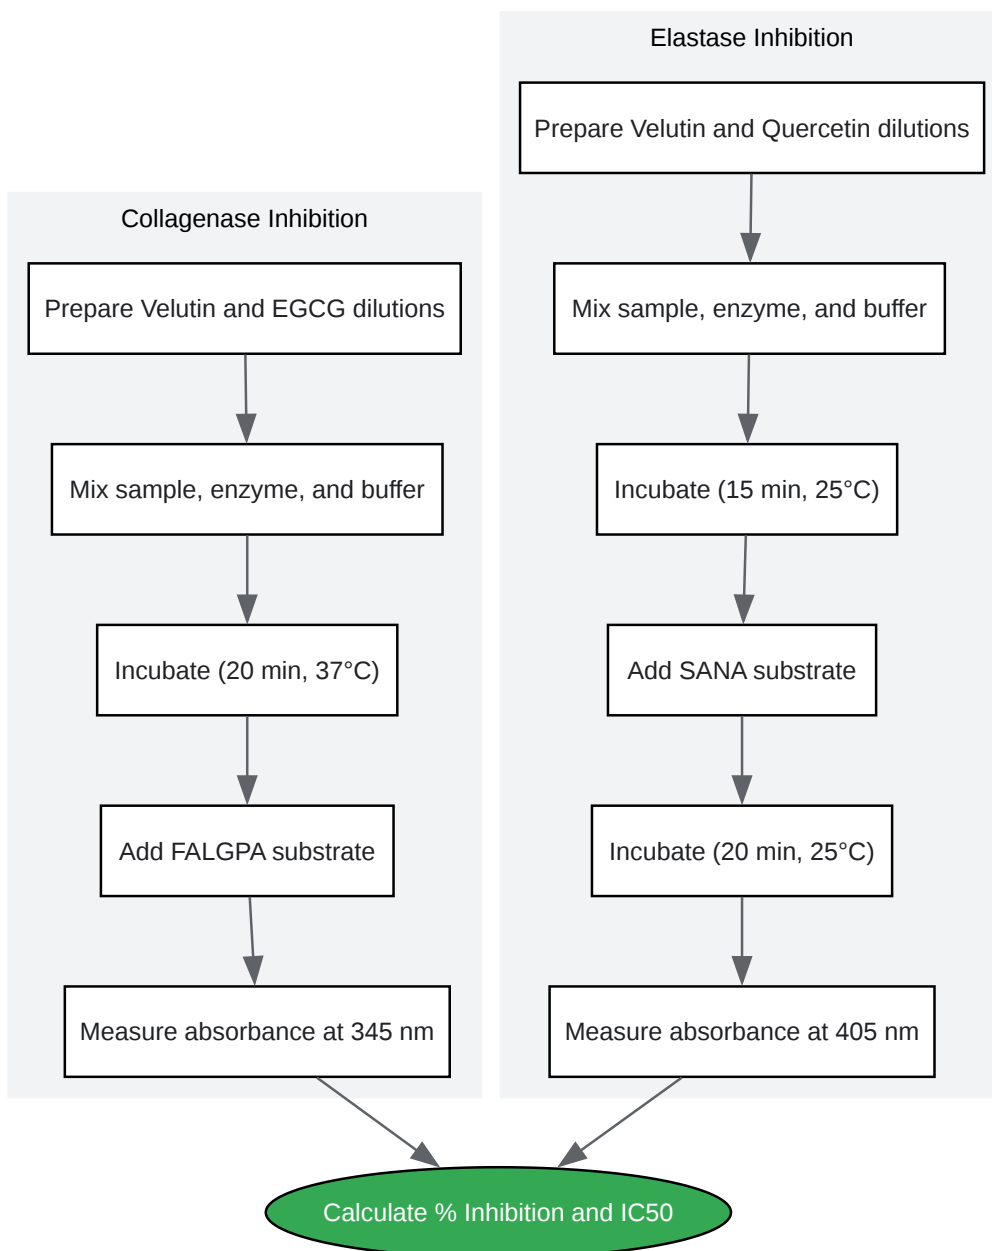 Collagenase Inhibition
Prepare Velutin and EGCG dilutions
Mix sample, enzyme, and buffer
Incubate (20 min, 37°C)
Add FALGPA substrate
Measure absorbance at 345 nm
Elastase Inhibition
Prepare Velutin and Quercetin dilutions
Mix sample, enzyme, and buffer
Incubate (15 min, 25°C)
Add SANA substrate
Incubate (20 min, 25°C)
Measure absorbance at 405 nm
Calculate % Inhibition and IC50